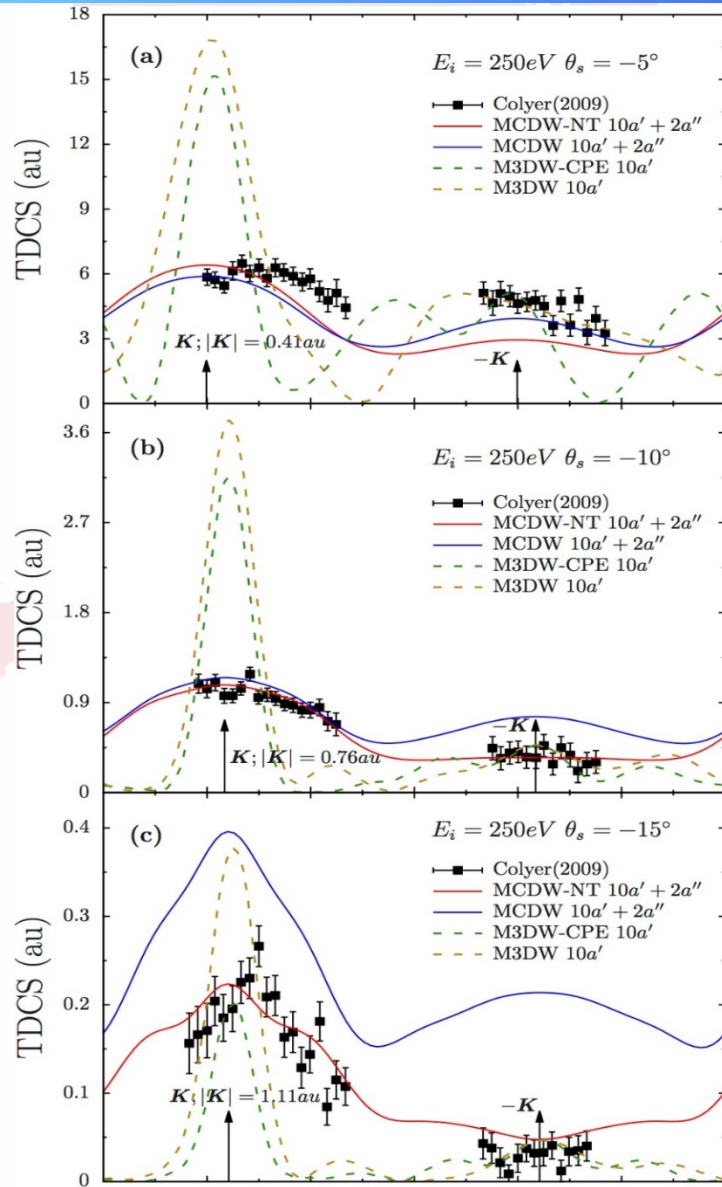 18
15
12
9
6
3
0
TDCS (au)
(a)
E_i = 250eV θ_s = −5°
Colyer(2009)
MCDW-NT 10a′ + 2a″
MCDW 10a′ + 2a″
M3DW-CPE 10a′
M3DW 10a′
K; |K| = 0.41au
−K
3.6
2.7
1.8
0.9
0
TDCS (au)
(b)
E_i = 250eV θ_s = −10°
Colyer(2009)
MCDW-NT 10a′ + 2a″
MCDW 10a′ + 2a″
M3DW-CPE 10a′
M3DW 10a′
K; |K| = 0.76au
−K
0.4
0.3
0.2
0.1
0
TDCS (au)
(c)
E_i = 250eV θ_s = −15°
Colyer(2009)
MCDW-NT 10a′ + 2a″
MCDW 10a′ + 2a″
M3DW-CPE 10a′
M3DW 10a′
K; |K| = 1.11au
−K